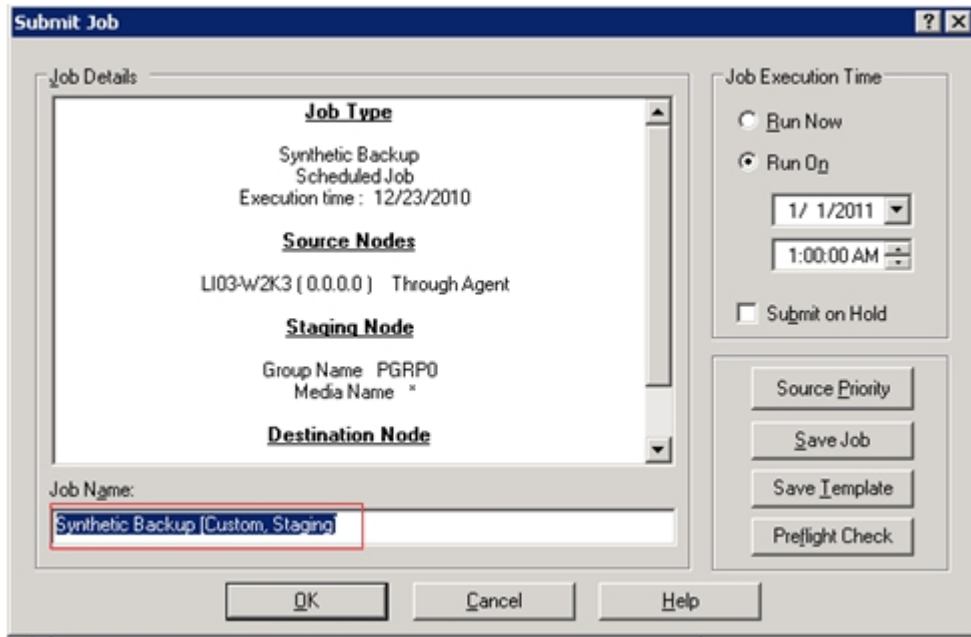 Submit Job
Job Details
Job Type
Synthetic Backup
Scheduled Job
Execution time : 12/23/2010
Source Nodes
LI03-W2K3 ( 0.0.0.0 ) Through Agent
Staging Node
Group Name PGRP0
Media Name *
Destination Node
Job Name:
Synthetic Backup [Custom, Staging]
Job Execution Time
Run Now
Run On
1/ 1/2011
1:00:00 AM
Submit on Hold
Source Priority
Save Job
Save Template
Preflight Check
OK Cancel Help